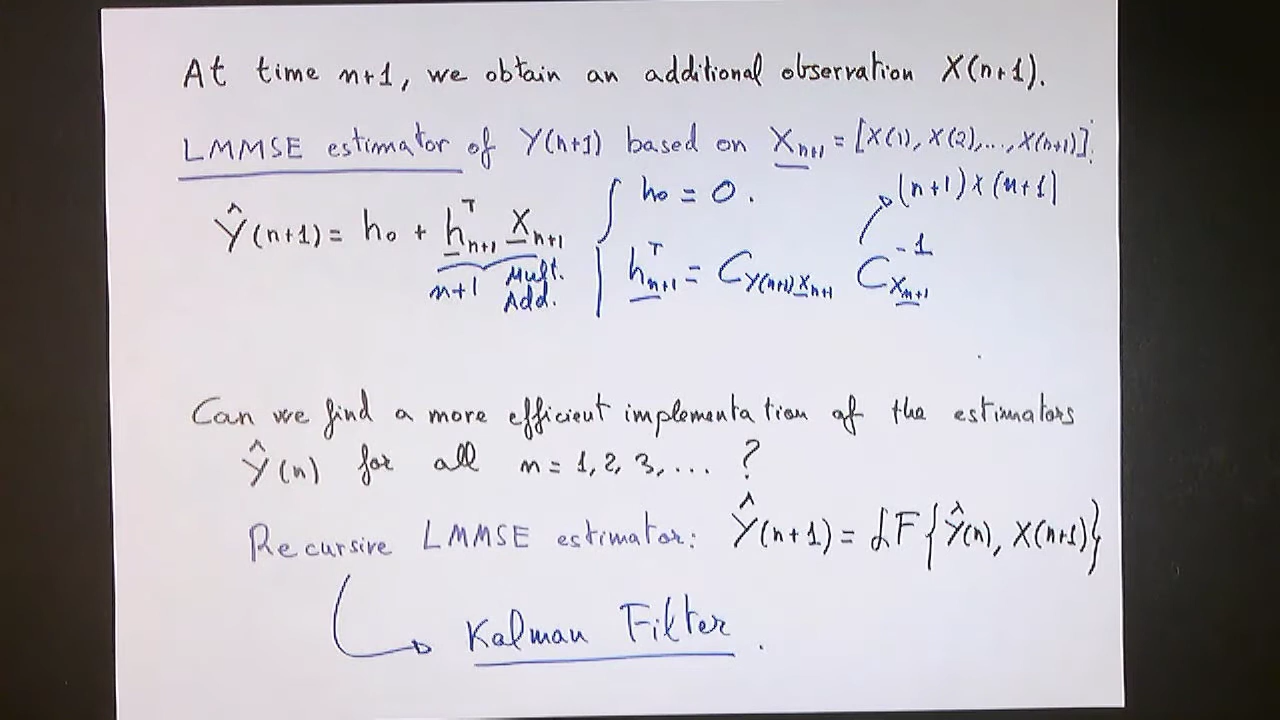 At time n+1, we obtain an additional observation X(n+1).
LMMSE estimator of Y(n+1) based on X_{n+1} = [X(1), X(2),..., X(n+1)]^T.
Ŷ(n+1) = h₀ + h^T_{n+1} X_{n+1} { h₀ = 0. (n+1)×(n+1)
n+1 Mult. Add. h^T_{n+1} = C_{Y(n+1)X_{n+1}} C^{-1}_{X_{n+1}}
Can we find a more efficient implementation of the estimators
Ŷ(n) for all n = 1, 2, 3,... ?
Recursive LMMSE estimator: Ŷ(n+1) = LF{Ŷ(n), X(n+1)}
Kalman Filter.